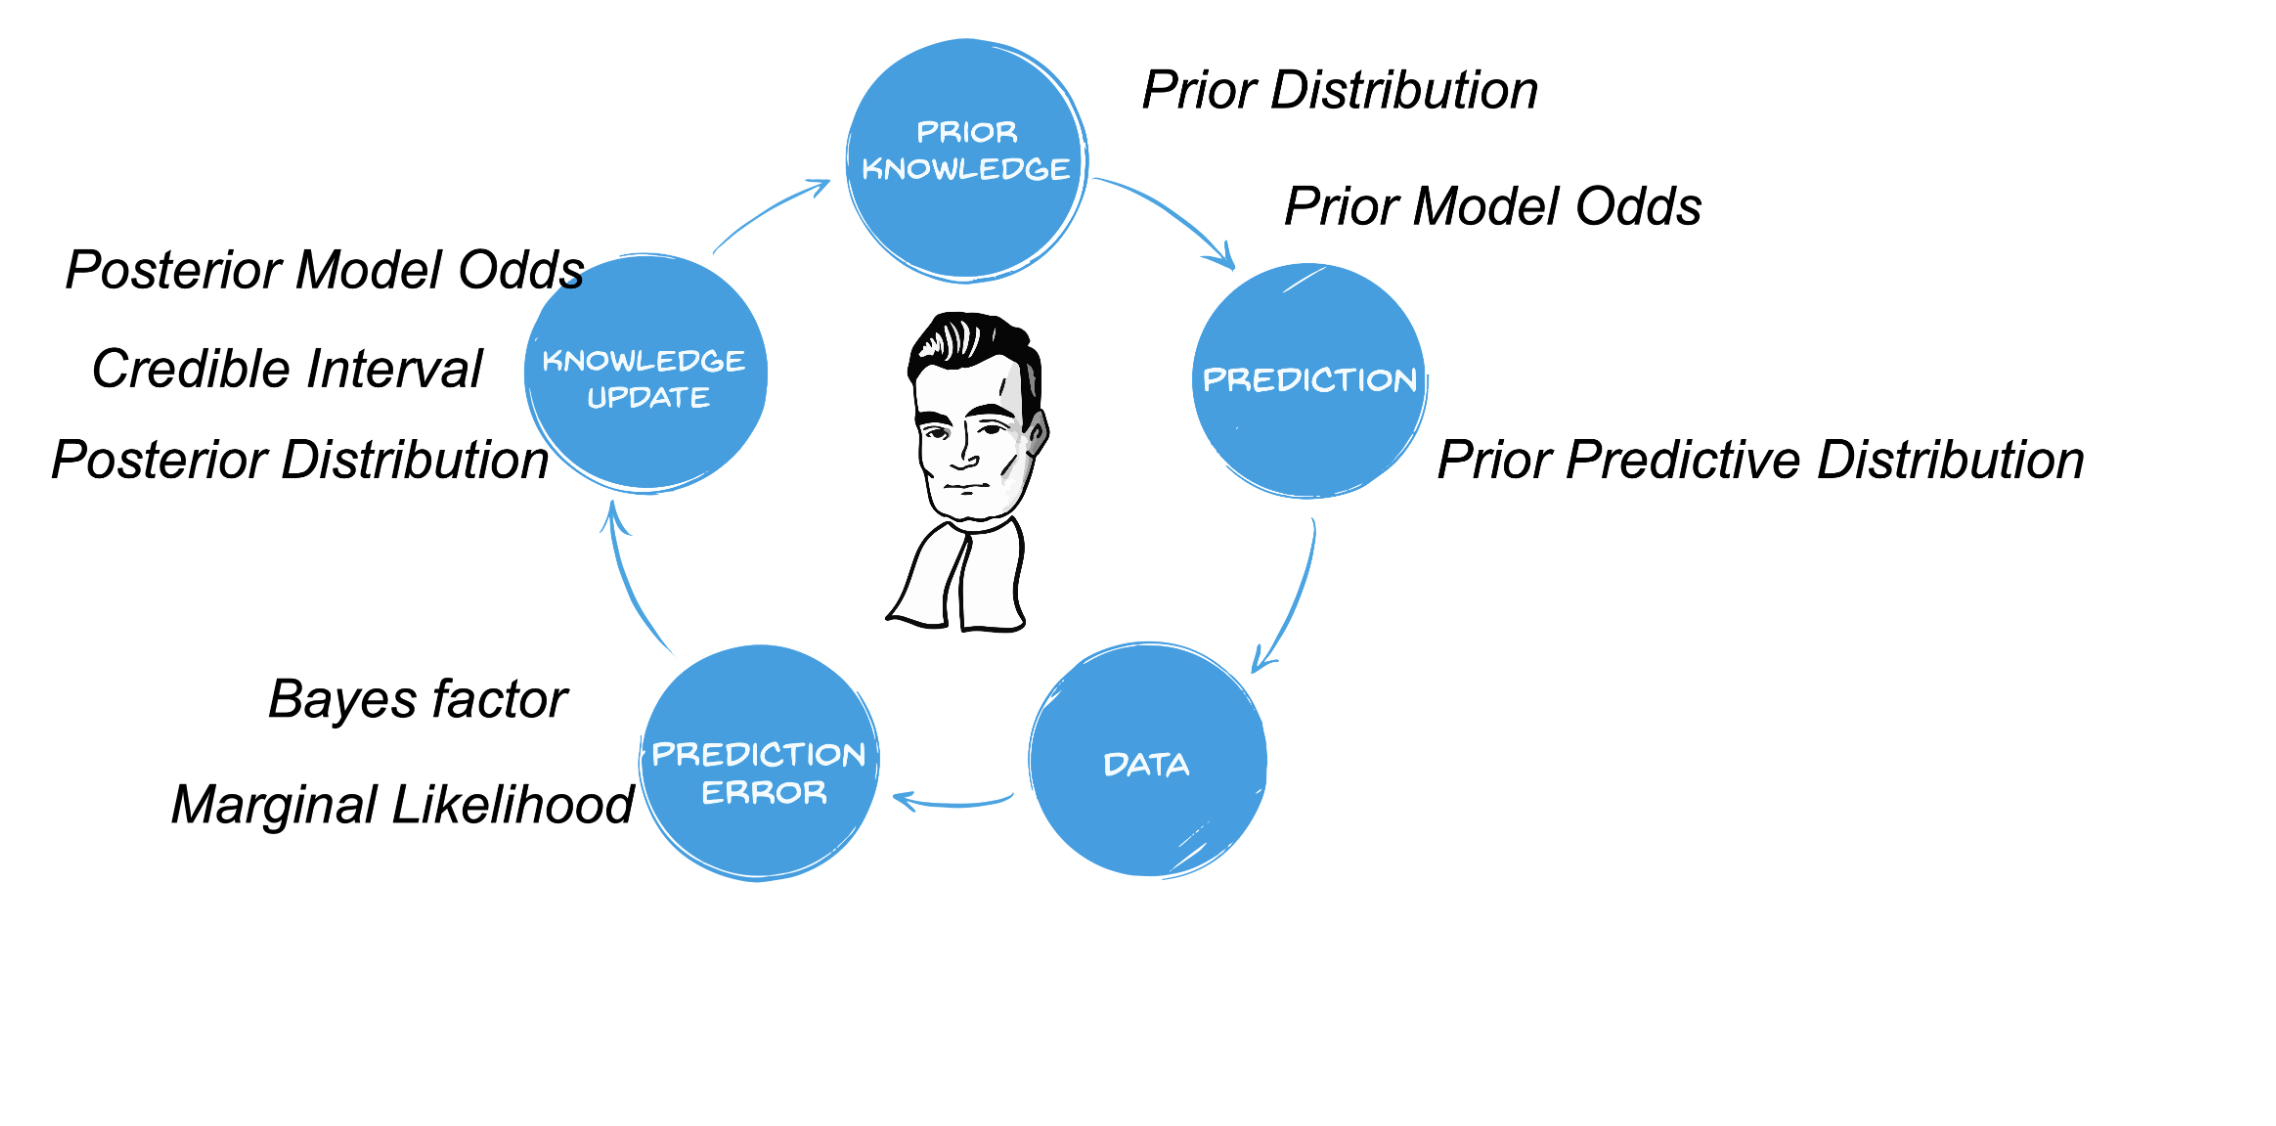 Prior Distribution
PRIOR
KNOWLEDGE
Prior Model Odds
Posterior Model Odds
KNOWLEDGE
UPDATE
Credible Interval
PREDICTION
Posterior Distribution
Prior Predictive Distribution
Bayes factor
PREDICTION
ERROR
DATA
Marginal Likelihood